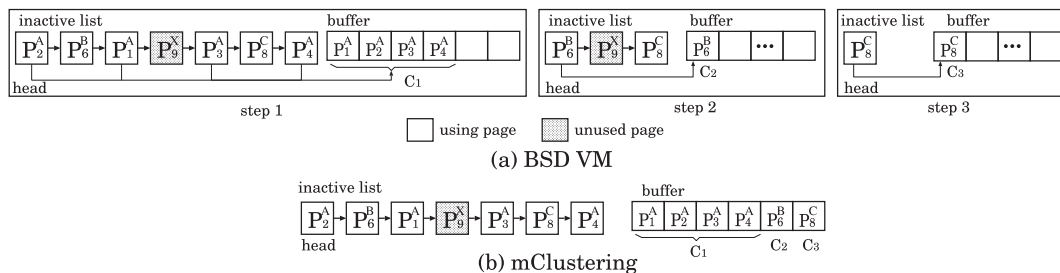 inactive list buffer
P₂ᴬ P₆ᴮ P₁ᴬ P₉ˣ P₃ᴬ P₈ᶜ P₄ᴬ P₁ᴬ P₂ᴬ P₃ᴬ P₄ᴬ
C₁
head
step 1
inactive list buffer
P₆ᴮ P₉ˣ P₈ᶜ P₆ᴮ •••
C₂
head
step 2
inactive list buffer
P₈ᶜ P₈ᶜ •••
C₃
head
step 3
using page unused page
(a) BSD VM
inactive list buffer
P₂ᴬ P₆ᴮ P₁ᴬ P₉ˣ P₃ᴬ P₈ᶜ P₄ᴬ P₁ᴬ P₂ᴬ P₃ᴬ P₄ᴬ P₆ᴮ P₈ᶜ
head C₁ C₂ C₃
(b) mClustering